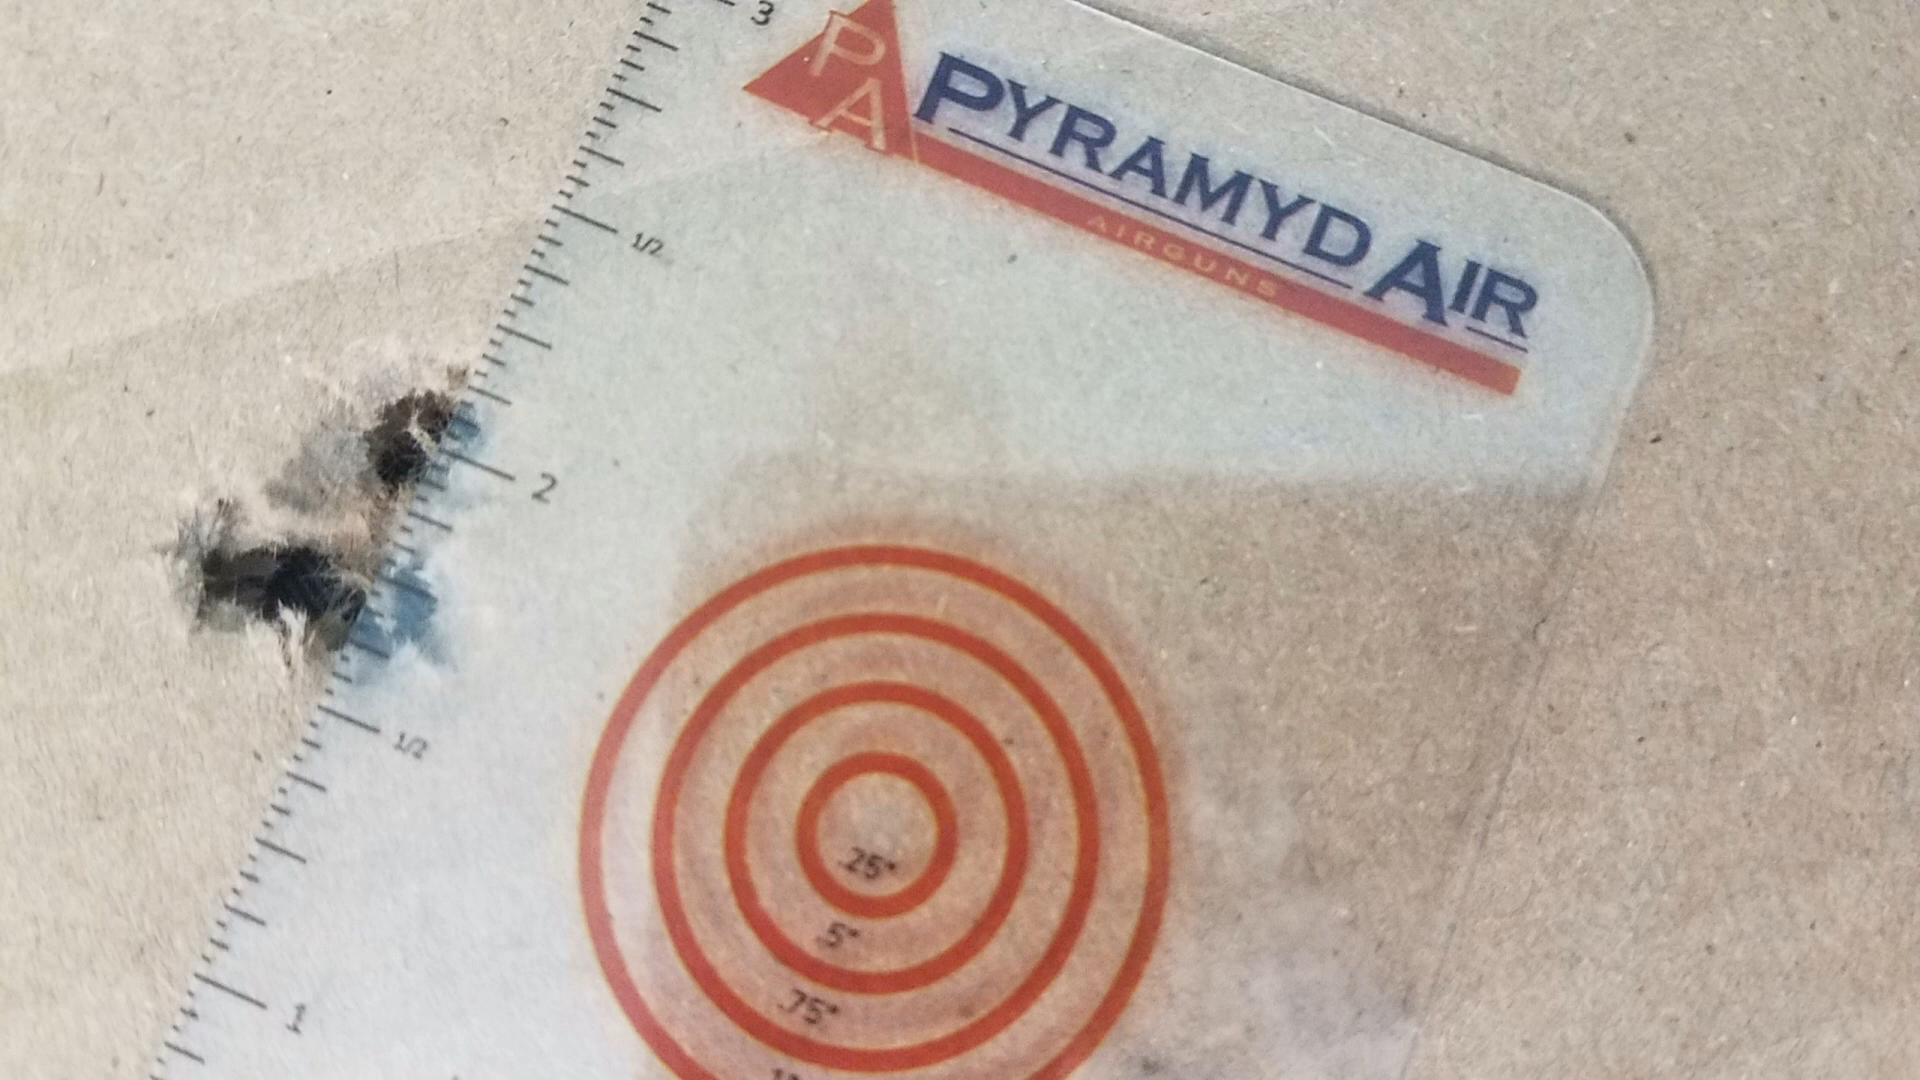 3
PA
PYRAMYD AIR
AIRGUNS
1/2
2
1/2
1
.25"
.5"
.75"